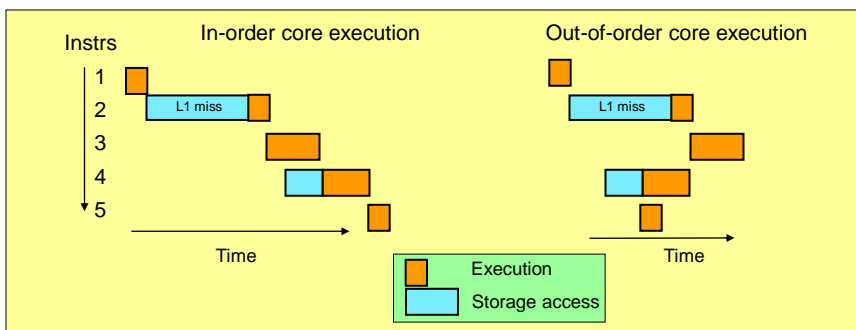 In-order core execution
Out-of-order core execution
Instrs
1
2
3
4
5
L1 miss
L1 miss
Time
Time
Execution
Storage access